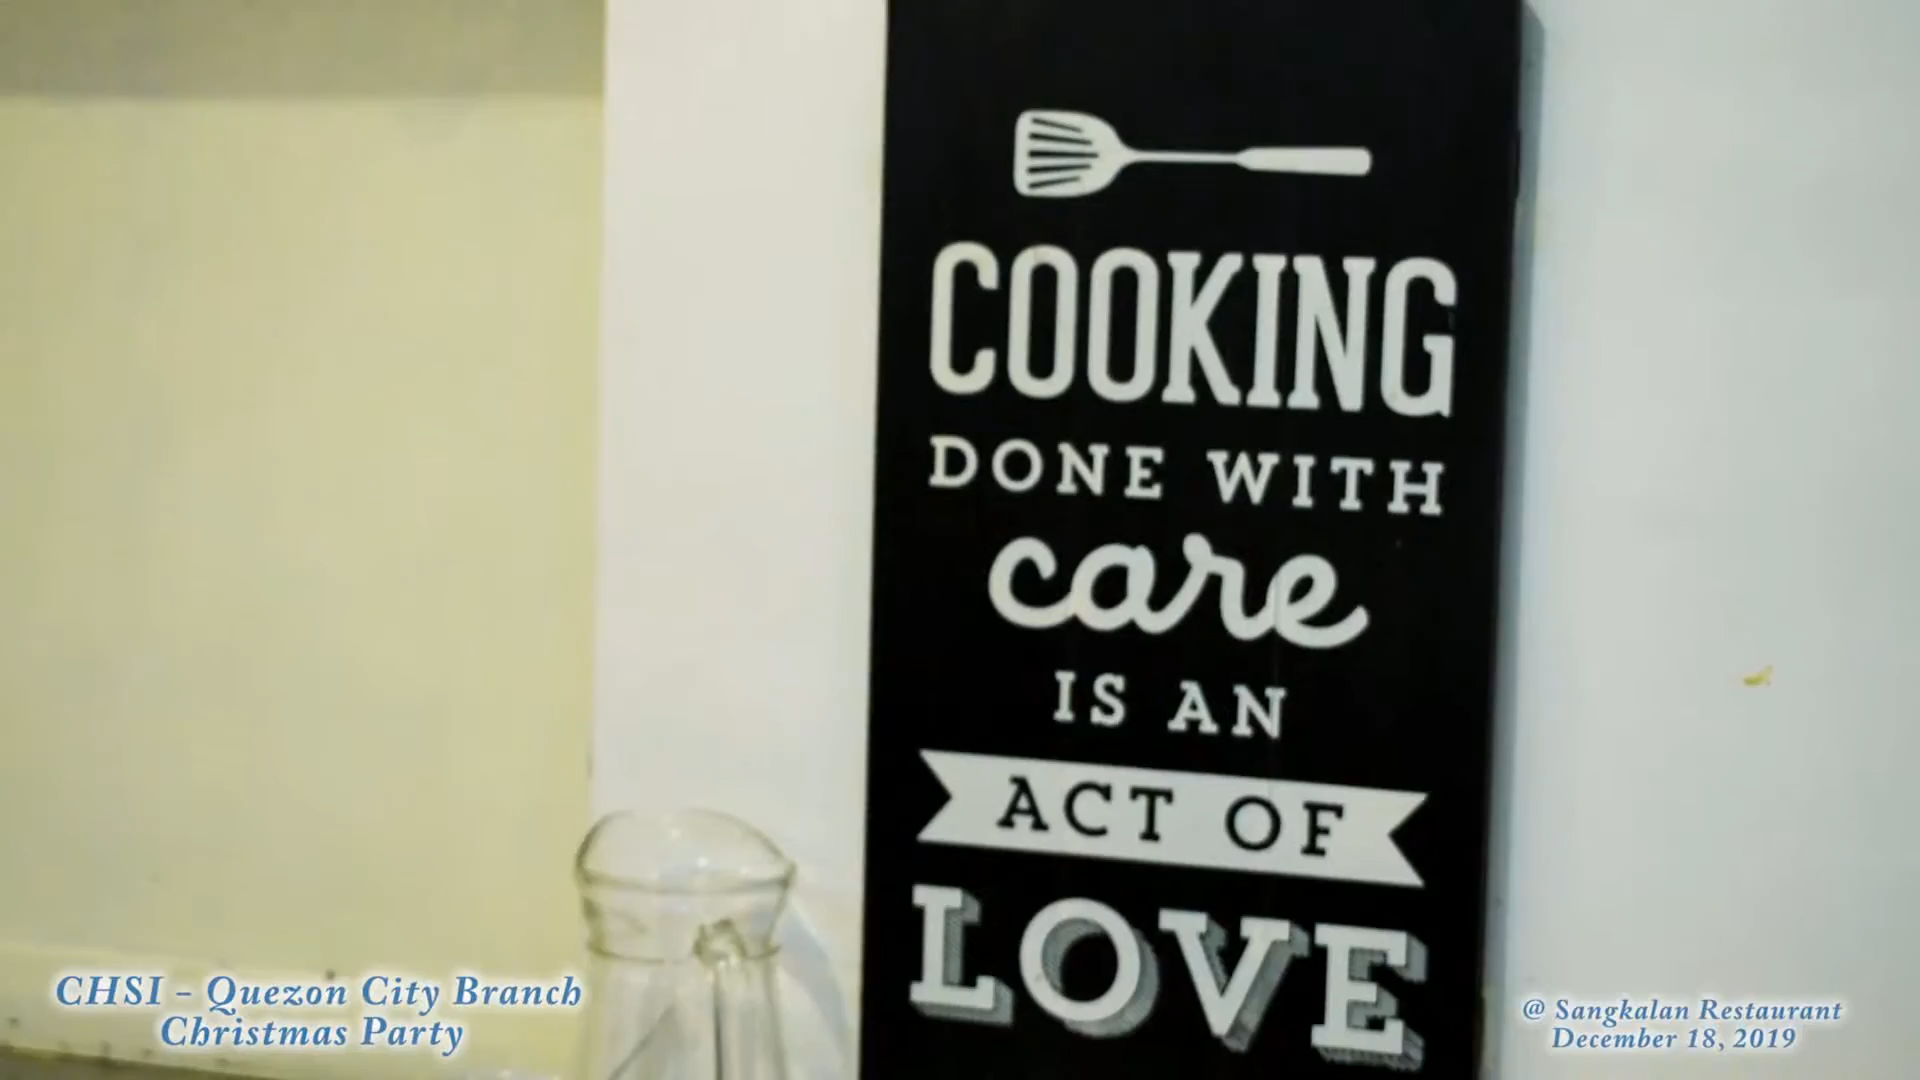 COOKING
DONE WITH
care
IS AN
ACT OF
LOVE
CHSI - Quezon City Branch
Christmas Party
@ Sangkalan Restaurant
December 18, 2019